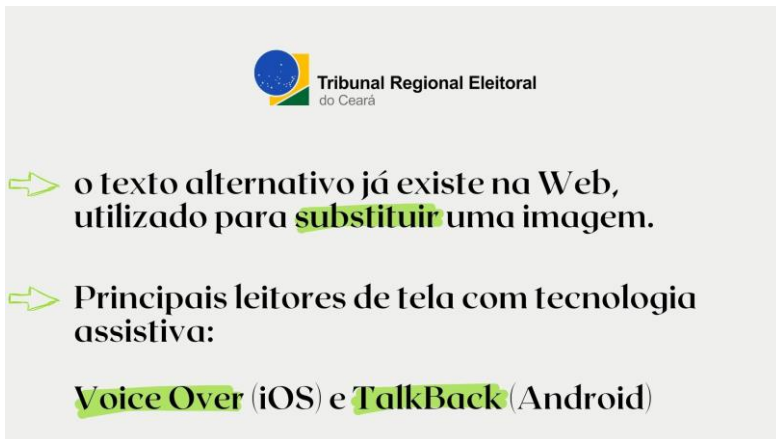 Tribunal Regional Eleitoral
do Ceará
o texto alternativo já existe na Web,
utilizado para substituir uma imagem.
Principais leitores de tela com tecnologia
assistiva:
Voice Over (iOS) e TalkBack (Android)